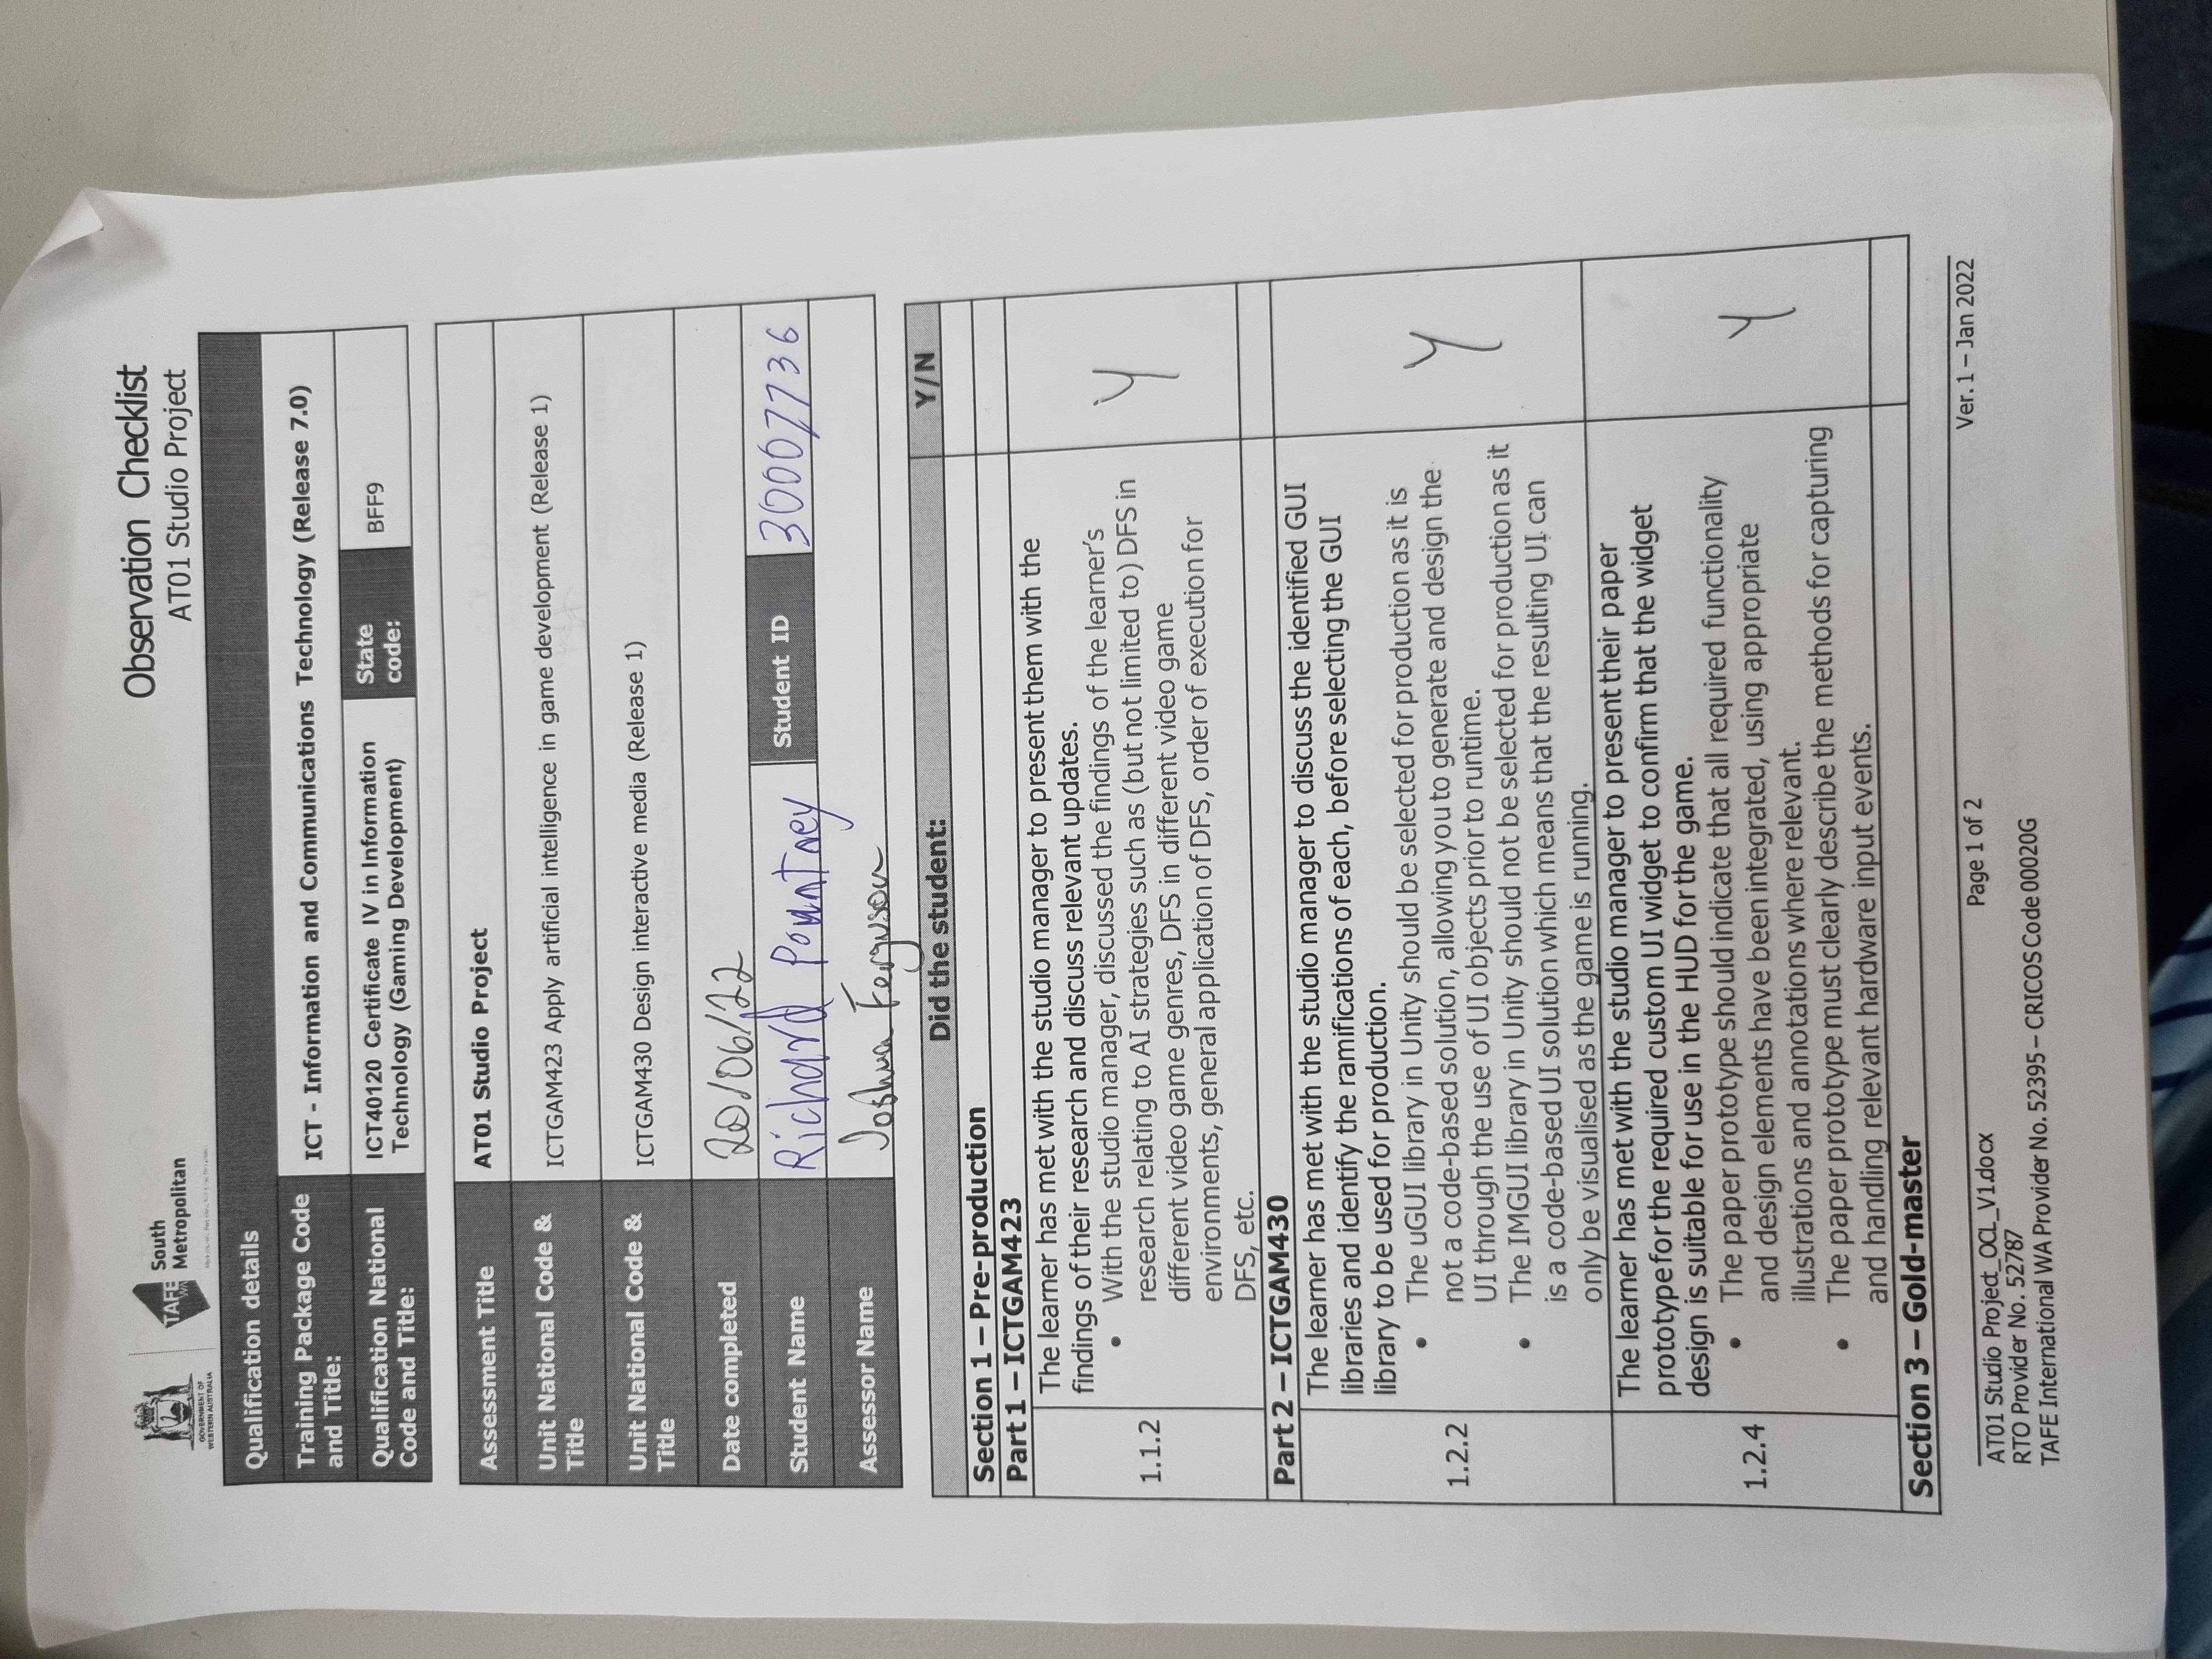 Observation Checklist
AT01 Studio Project
GOVERNMENT OF
WESTERN AUSTRALIA
TAFE
WA
South
Metropolitan
Qualification details
Training Package Code
and Title:
ICT - Information and Communications Technology (Release 7.0)
Qualification National
Code and Title:
ICT40120 Certificate IV in Information
Technology (Gaming Development)
State
code:
BFF9
Assessment Title
AT01 Studio Project
Unit National Code &
Title
ICTGAM423 Apply artificial intelligence in game development (Release 1)
Unit National Code &
Title
ICTGAM430 Design interactive media (Release 1)
Date completed
20/06/22
Student Name
Richard Pountney
Student ID
30007736
Assessor Name
Joshua Ferguson
Did the student:
Y/N
Section 1 – Pre-production
Part 1 – ICTGAM423
1.1.2
The learner has met with the studio manager to present them with the
findings of their research and discuss relevant updates.
• With the studio manager, discussed the findings of the learner's
research relating to AI strategies such as (but not limited to) DFS in
different video game genres, DFS in different video game
environments, general application of DFS, order of execution for
DFS, etc.
Y
Part 2 – ICTGAM430
1.2.2
The learner has met with the studio manager to discuss the identified GUI
libraries and identify the ramifications of each, before selecting the GUI
library to be used for production.
• The uGUI library in Unity should be selected for production as it is
not a code-based solution, allowing you to generate and design the
UI through the use of UI objects prior to runtime.
• The IMGUI library in Unity should not be selected for production as it
is a code-based UI solution which means that the resulting UI can
only be visualised as the game is running.
Y
1.2.4
The learner has met with the studio manager to present their paper
prototype for the required custom UI widget to confirm that the widget
design is suitable for use in the HUD for the game.
• The paper prototype should indicate that all required functionality
and design elements have been integrated, using appropriate
illustrations and annotations where relevant.
• The paper prototype must clearly describe the methods for capturing
and handling relevant hardware input events.
Y
Section 3 – Gold-master
AT01 Studio Project_OCL_V1.docx
Page 1 of 2
Ver. 1 – Jan 2022
RTO Provider No. 52787
TAFE International WA Provider No. 52395 – CRICOS Code 00020G